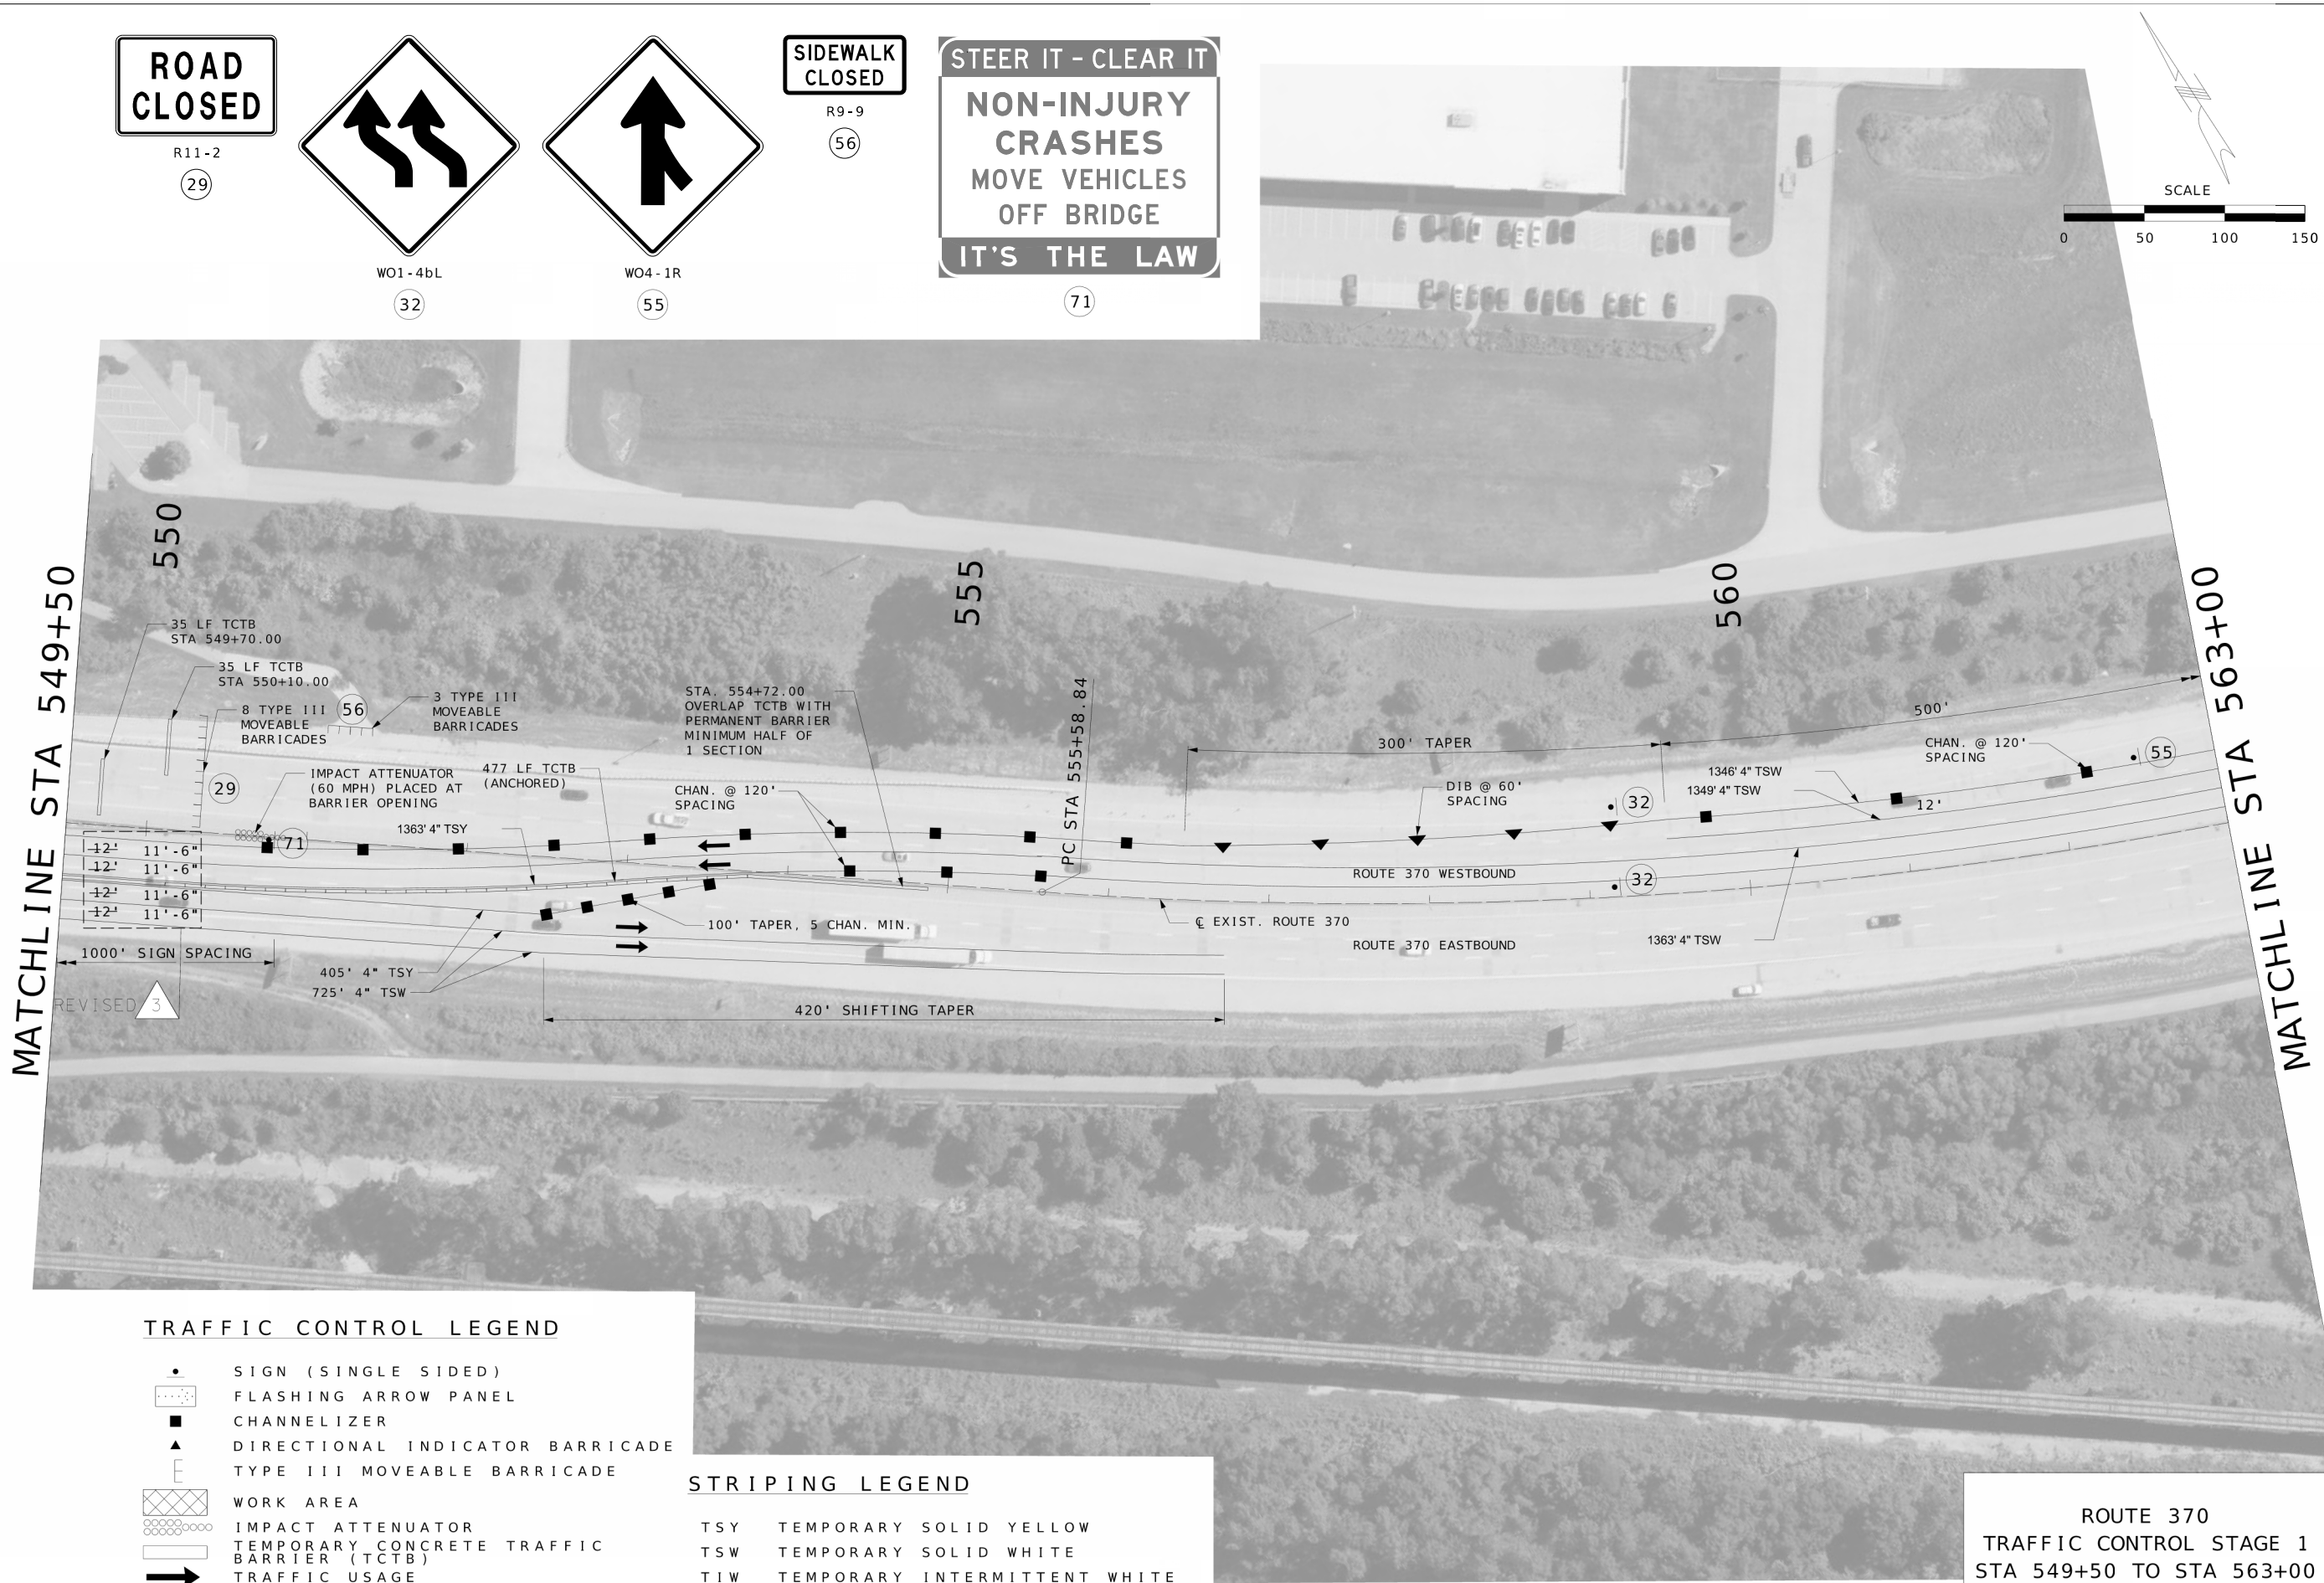 ROAD
CLOSED
R11-2
29
WO1-4bL
32
WO4-1R
55
SIDEWALK
CLOSED
R9-9
56
STEER IT - CLEAR IT
NON-INJURY
CRASHES
MOVE VEHICLES
OFF BRIDGE
IT'S THE LAW
71
SCALE
0 50 100 150
MATCHLINE STA 549+50
550
555
560
MATCHLINE STA 563+00
35 LF TCTB
STA 549+70.00
35 LF TCTB
STA 550+10.00
8 TYPE III
MOVEABLE
BARRICADES
56
3 TYPE III
MOVEABLE
BARRICADES
29
IMPACT ATTENUATOR
(60 MPH) PLACED AT
BARRIER OPENING
477 LF TCTB
(ANCHORED)
1363' 4" TSY
71
STA. 554+72.00
OVERLAP TCTB WITH
PERMANENT BARRIER
MINIMUM HALF OF
1 SECTION
CHAN. @ 120'
SPACING
PC STA 555+58.84
300' TAPER
500'
DIB @ 60'
SPACING
32
1346' 4" TSW
1349' 4" TSW
CHAN. @ 120'
SPACING
55
12'
12' 11'-6"
12' 11'-6"
12' 11'-6"
12' 11'-6"
ROUTE 370 WESTBOUND
32
℄ EXIST. ROUTE 370
ROUTE 370 EASTBOUND
1363' 4" TSW
100' TAPER, 5 CHAN. MIN.
1000' SIGN SPACING
405' 4" TSY
725' 4" TSW
REVISED 3
420' SHIFTING TAPER
TRAFFIC CONTROL LEGEND
SIGN (SINGLE SIDED)
FLASHING ARROW PANEL
CHANNELIZER
DIRECTIONAL INDICATOR BARRICADE
TYPE III MOVEABLE BARRICADE
WORK AREA
IMPACT ATTENUATOR
TEMPORARY CONCRETE TRAFFIC
BARRIER (TCTB)
TRAFFIC USAGE
STRIPING LEGEND
TSY TEMPORARY SOLID YELLOW
TSW TEMPORARY SOLID WHITE
TIW TEMPORARY INTERMITTENT WHITE
ROUTE 370
TRAFFIC CONTROL STAGE 1
STA 549+50 TO STA 563+00